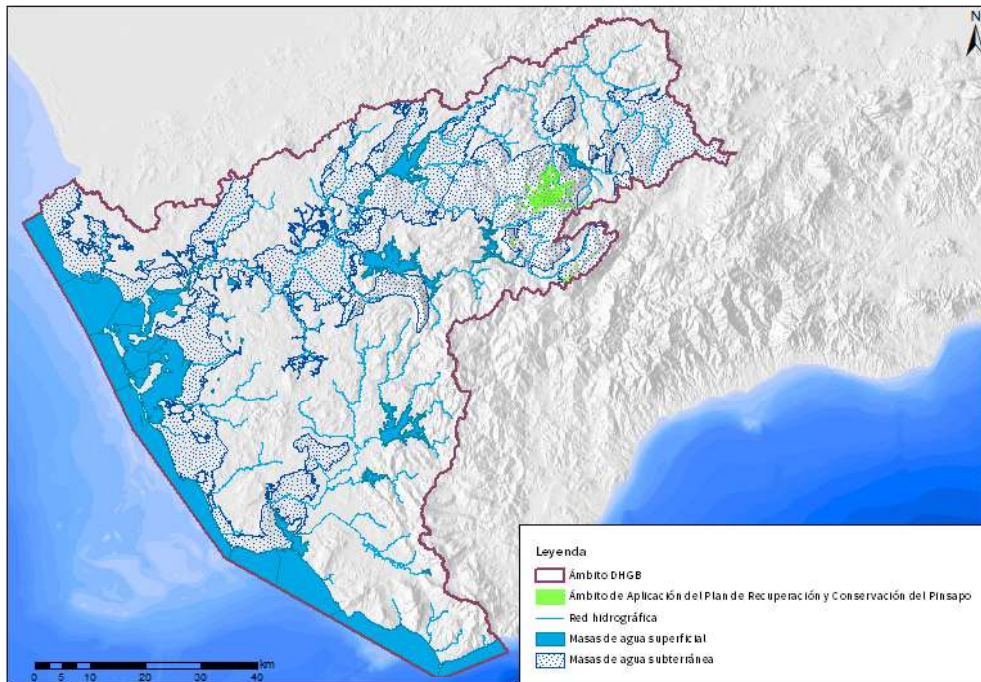 N
Leyenda
Ámbito DHGB
Ámbito de Aplicación del Plan de Recuperación y Conservación del Pinsapo
Red hidrográfica
Masas de agua superficial
Masas de agua subterránea
km
0 5 10 20 30 40